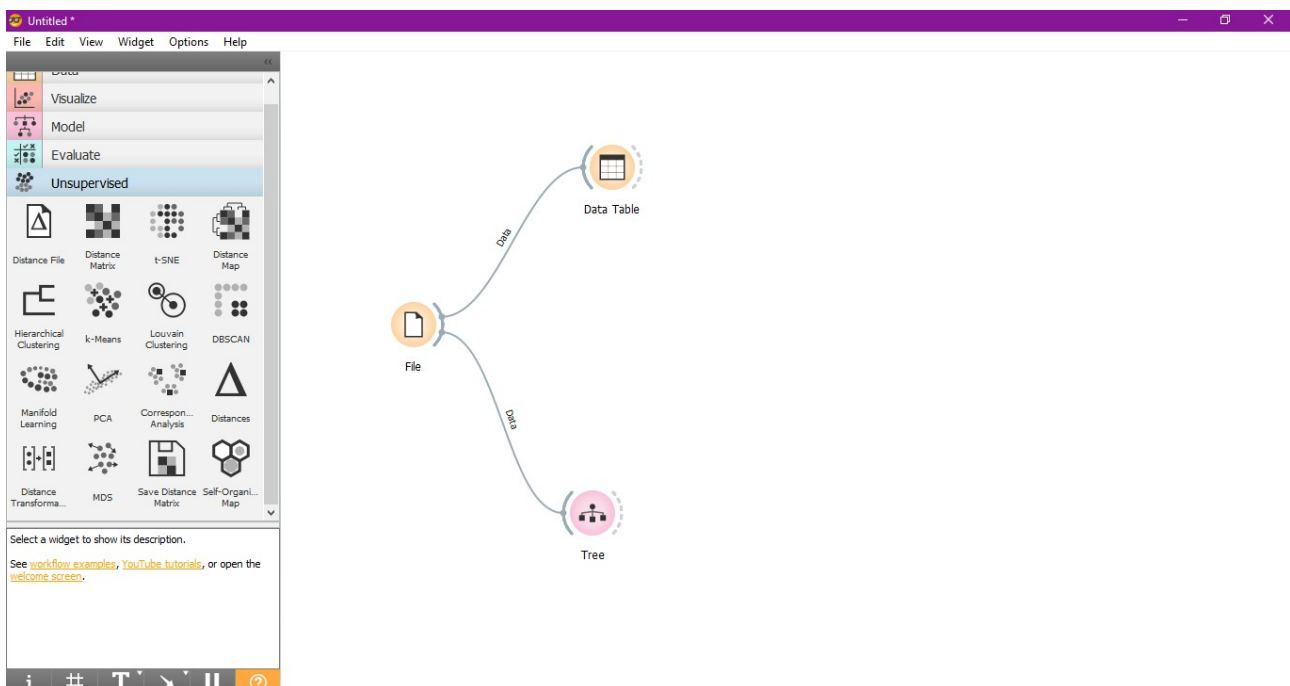 Untitled *
File Edit View Widget Options Help
Data
Visualize
Model
Evaluate
Unsupervised
Distance File
Distance
Matrix
t-SNE
Distance
Map
Hierarchical
Clustering
k-Means
Louvain
Clustering
DBSCAN
Manifold
Learning
PCA
Correspon...
Analysis
Distances
Distance
Transforma...
MDS
Save Distance
Matrix
Self-Organi...
Map
Select a widget to show its description.
See workflow examples, YouTube tutorials, or open the
welcome screen.
i # T ?
Data Table
Data
File
Data
Tree